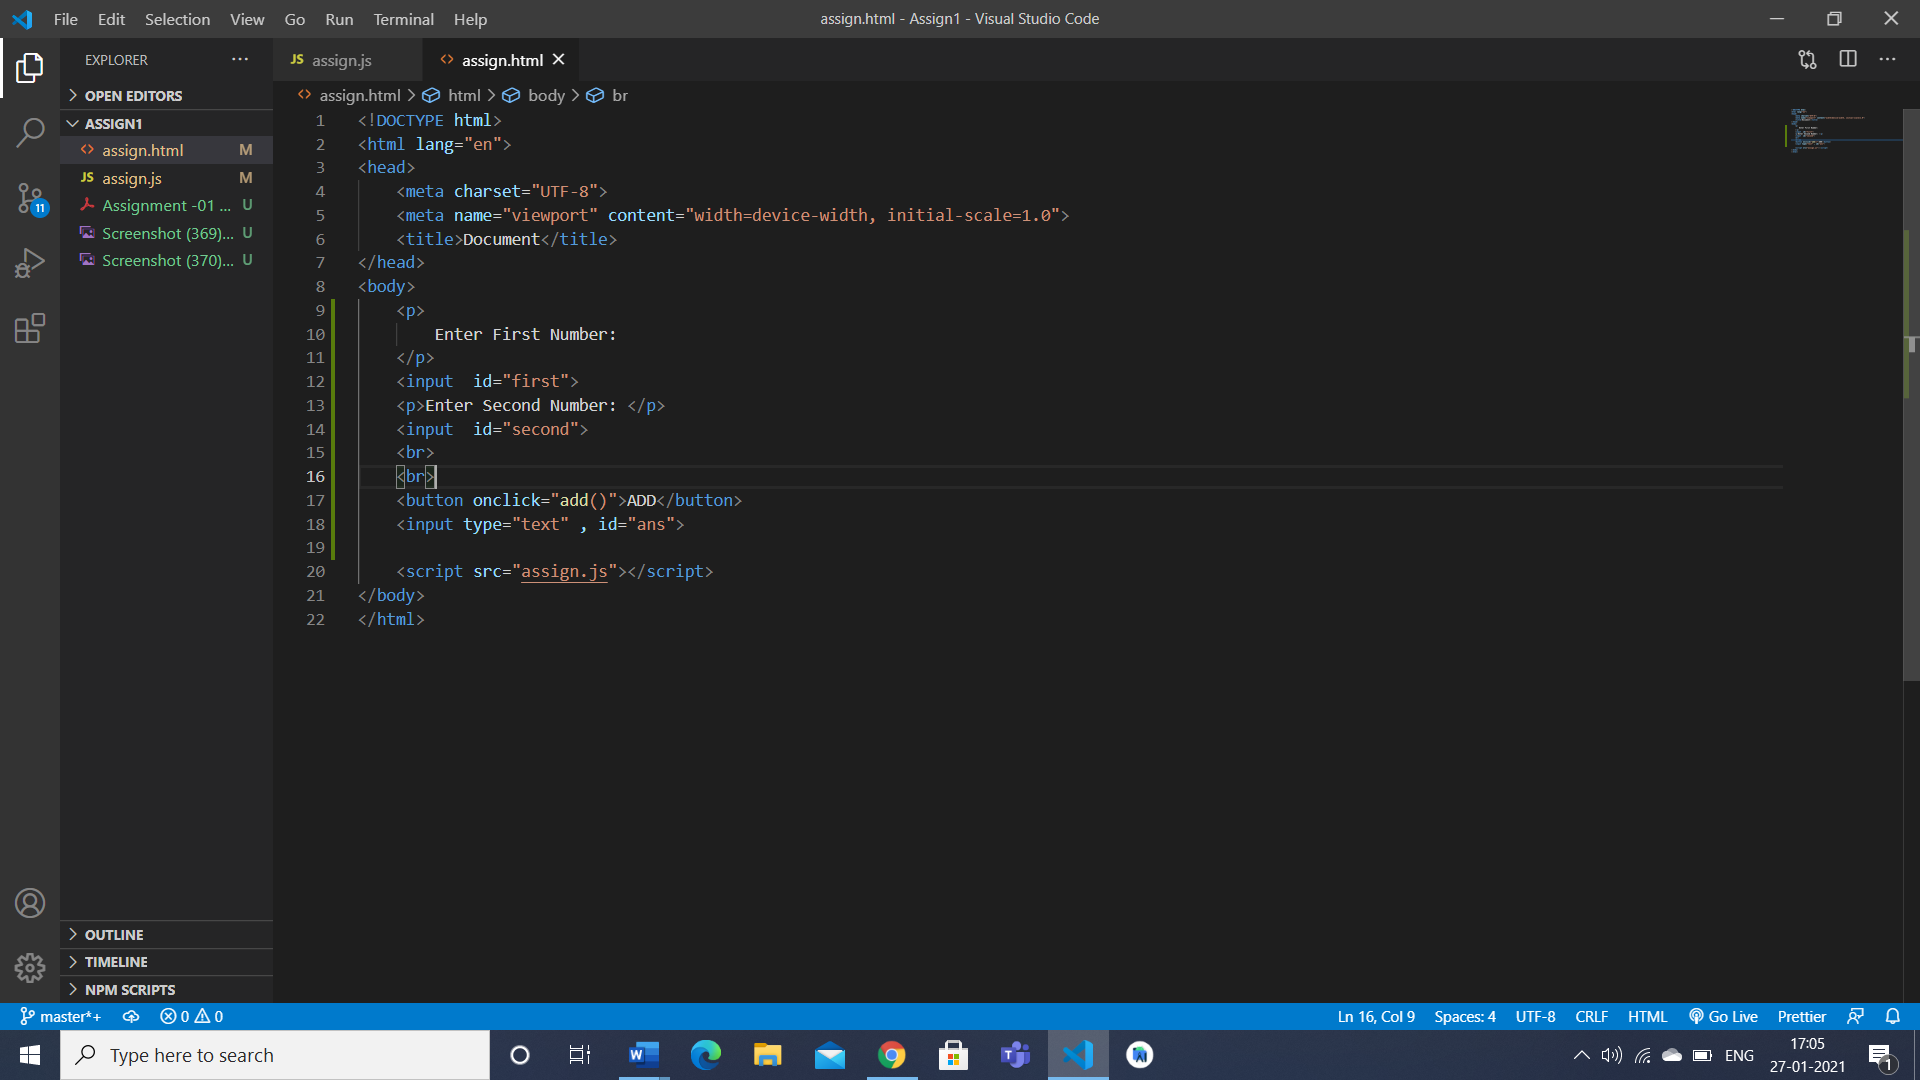 File Edit Selection View Go Run Terminal Help
assign.html - Assign1 - Visual Studio Code
EXPLORER
OPEN EDITORS
ASSIGN1
assign.html M
JS assign.js M
Assignment -01 ... U
Screenshot (369)... U
Screenshot (370)... U
OUTLINE
TIMELINE
NPM SCRIPTS
11
JS assign.js
assign.html
assign.html > html > body > br
1 <!DOCTYPE html>
2 <html lang="en">
3 <head>
4 <meta charset="UTF-8">
5 <meta name="viewport" content="width=device-width, initial-scale=1.0">
6 <title>Document</title>
7 </head>
8 <body>
9 <p>
10 Enter First Number:
11 </p>
12 <input  id="first">
13 <p>Enter Second Number: </p>
14 <input  id="second">
15 <br>
16 <br>
17 <button onclick="add()">ADD</button>
18 <input type="text" , id="ans">
19
20 <script src="assign.js"></script>
21 </body>
22 </html>
master*+ 0 0 Ln 16, Col 9 Spaces: 4 UTF-8 CRLF HTML Go Live Prettier
Type here to search
ENG
17:05
27-01-2021
1